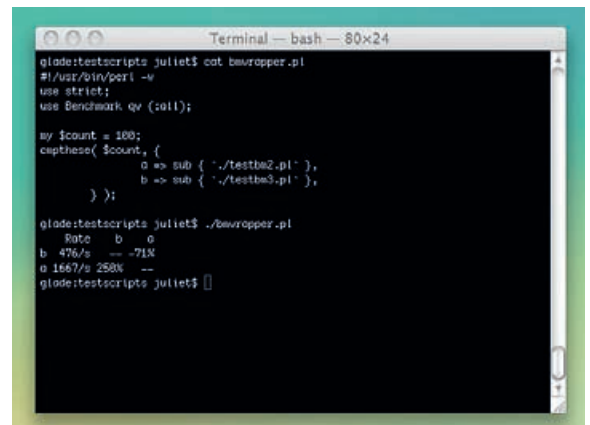 Terminal — bash — 80×24
glade:testscripts juliet$ cat bmwrapper.pl
#!/usr/bin/perl -w
use strict;
use Benchmark qw (:all);
my $count = 100;
cmpthese( $count, {
a => sub { `./testbm2.pl` },
b => sub { `./testbm3.pl` },
} );
glade:testscripts juliet$ ./bmwrapper.pl
Rate b a
b 476/s -- -71%
a 1667/s 250% --
glade:testscripts juliet$